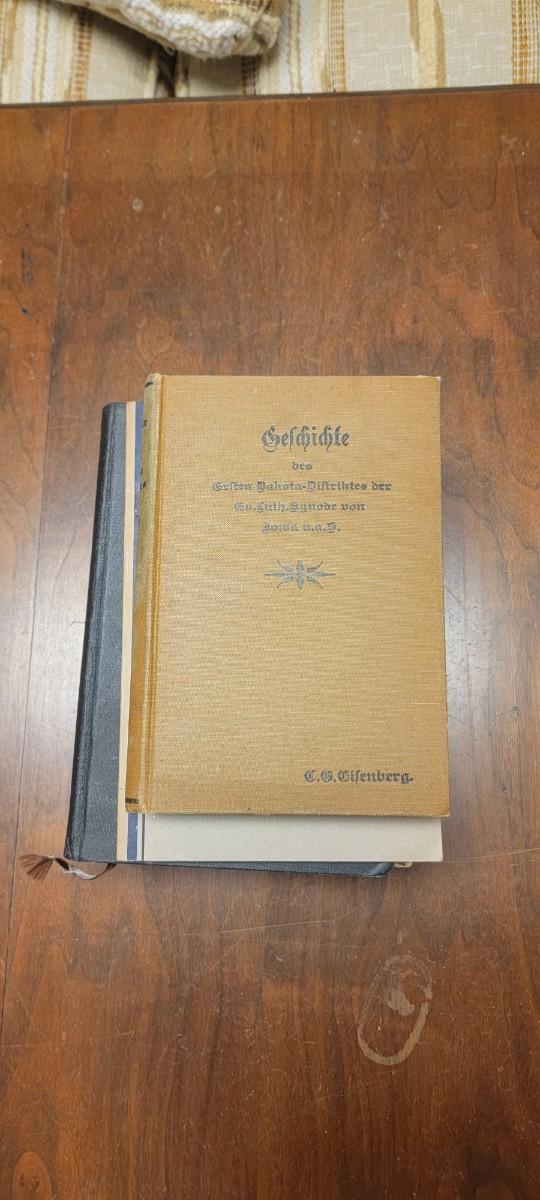 Geschichte
des
Ersten Dakota-Distriktes der
Ev. Luth. Synode von
Iowa u. a. S.
C. G. Eisenberg.